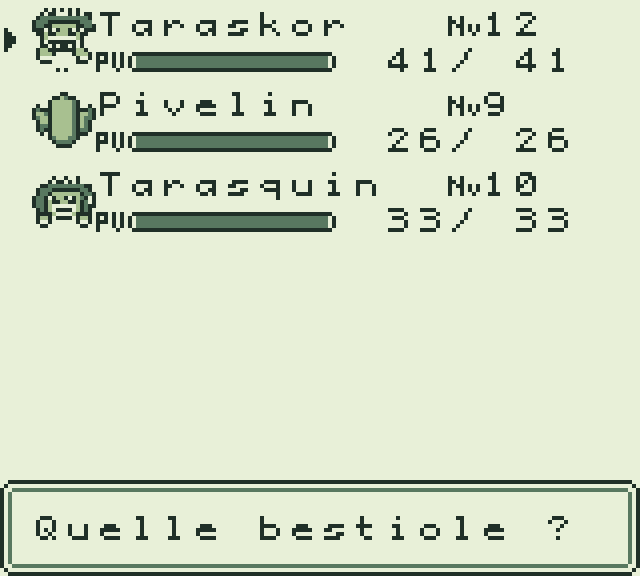 Taraskor Nv12
PV 41/ 41
Pivelin Nv9
PV 26/ 26
Tarasquin Nv10
PV 33/ 33
Quelle bestiole ?